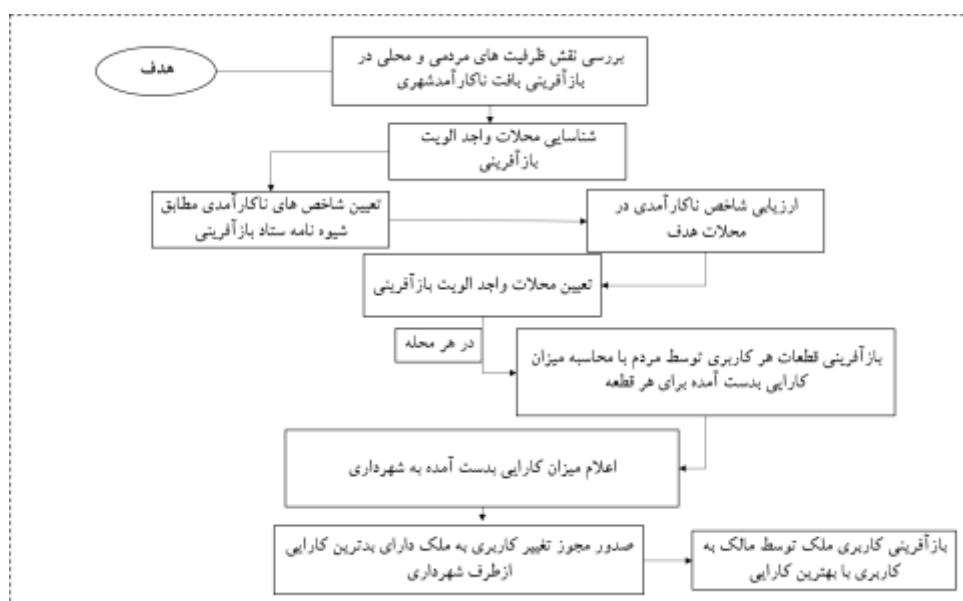 هدف
بررسی نقش ظرفیت های مردمی و محلی در
بازآفرینی بافت ناکارآمدشهری
شناسایی محلات واجد الویت
بازآفرینی
تعیین شاخص های ناکارآمدی مطابق
شیوه نامه ستاد بازآفرینی
ارزیابی شاخص ناکارآمدی در
محلات هدف
تعیین محلات واجد الویت بازآفرینی
در هر محله
بازآفرینی قطعات هر کاربری توسط مردم با محاسبه میزان
کارایی بدست آمده برای هر قطعه
اعلام میزان کارایی بدست آمده به شهرداری
صدور مجوز تغییر کاربری به ملک دارای بدترین کارایی
ازطرف شهرداری
بازآفرینی کاربری ملک توسط مالک به
کاربری با بهترین کارایی